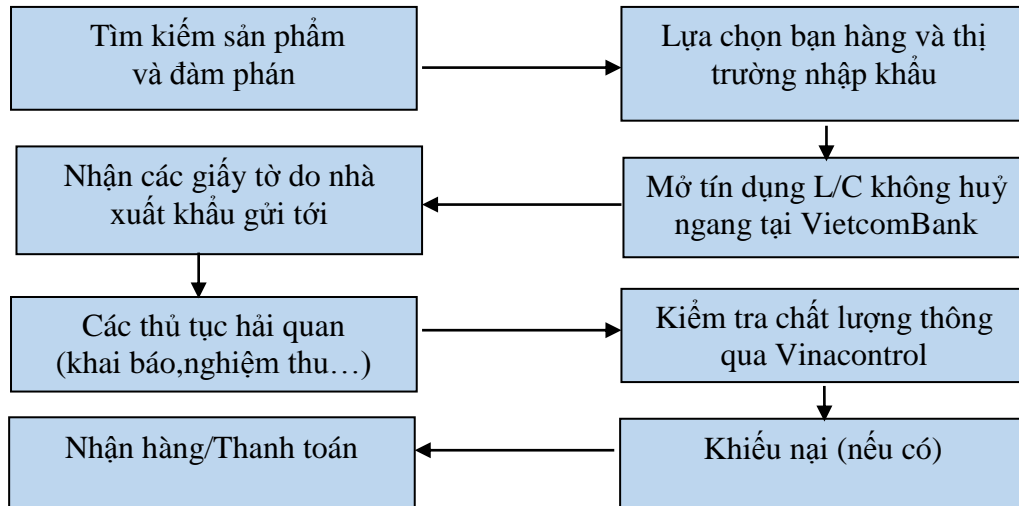 Tìm kiếm sản phẩm
và đàm phán
Lựa chọn bạn hàng và thị
trường nhập khẩu
Mở tín dụng L/C không huỷ
ngang tại VietcomBank
Nhận các giấy tờ do nhà
xuất khẩu gửi tới
Các thủ tục hải quan
(khai báo,nghiệm thu…)
Kiểm tra chất lượng thông
qua Vinacontrol
Khiếu nại (nếu có)
Nhận hàng/Thanh toán